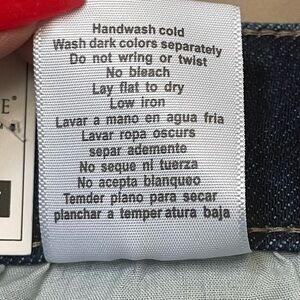 Handwash cold
Wash dark colors separately
Do not wring or twist
No bleach
Lay flat to dry
Low iron
Lavar a mano en agua fria
Lavar ropa oscurs
separ ademente
No seque ni tuerza
No acepta blanqueo
Temder piano para secar
planchar a temper atura baja